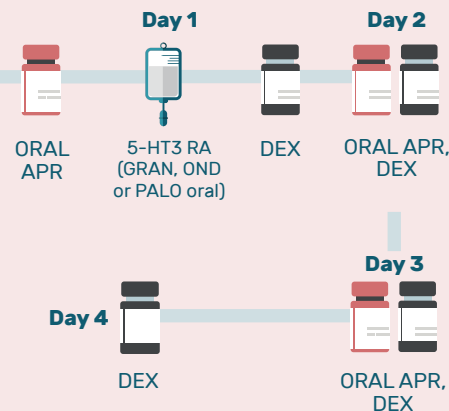 Day 1
Day 2
ORAL
APR
5-HT3 RA
(GRAN, OND
or PALO oral)
DEX
ORAL APR,
DEX
Day 3
Day 4
DEX
ORAL APR,
DEX